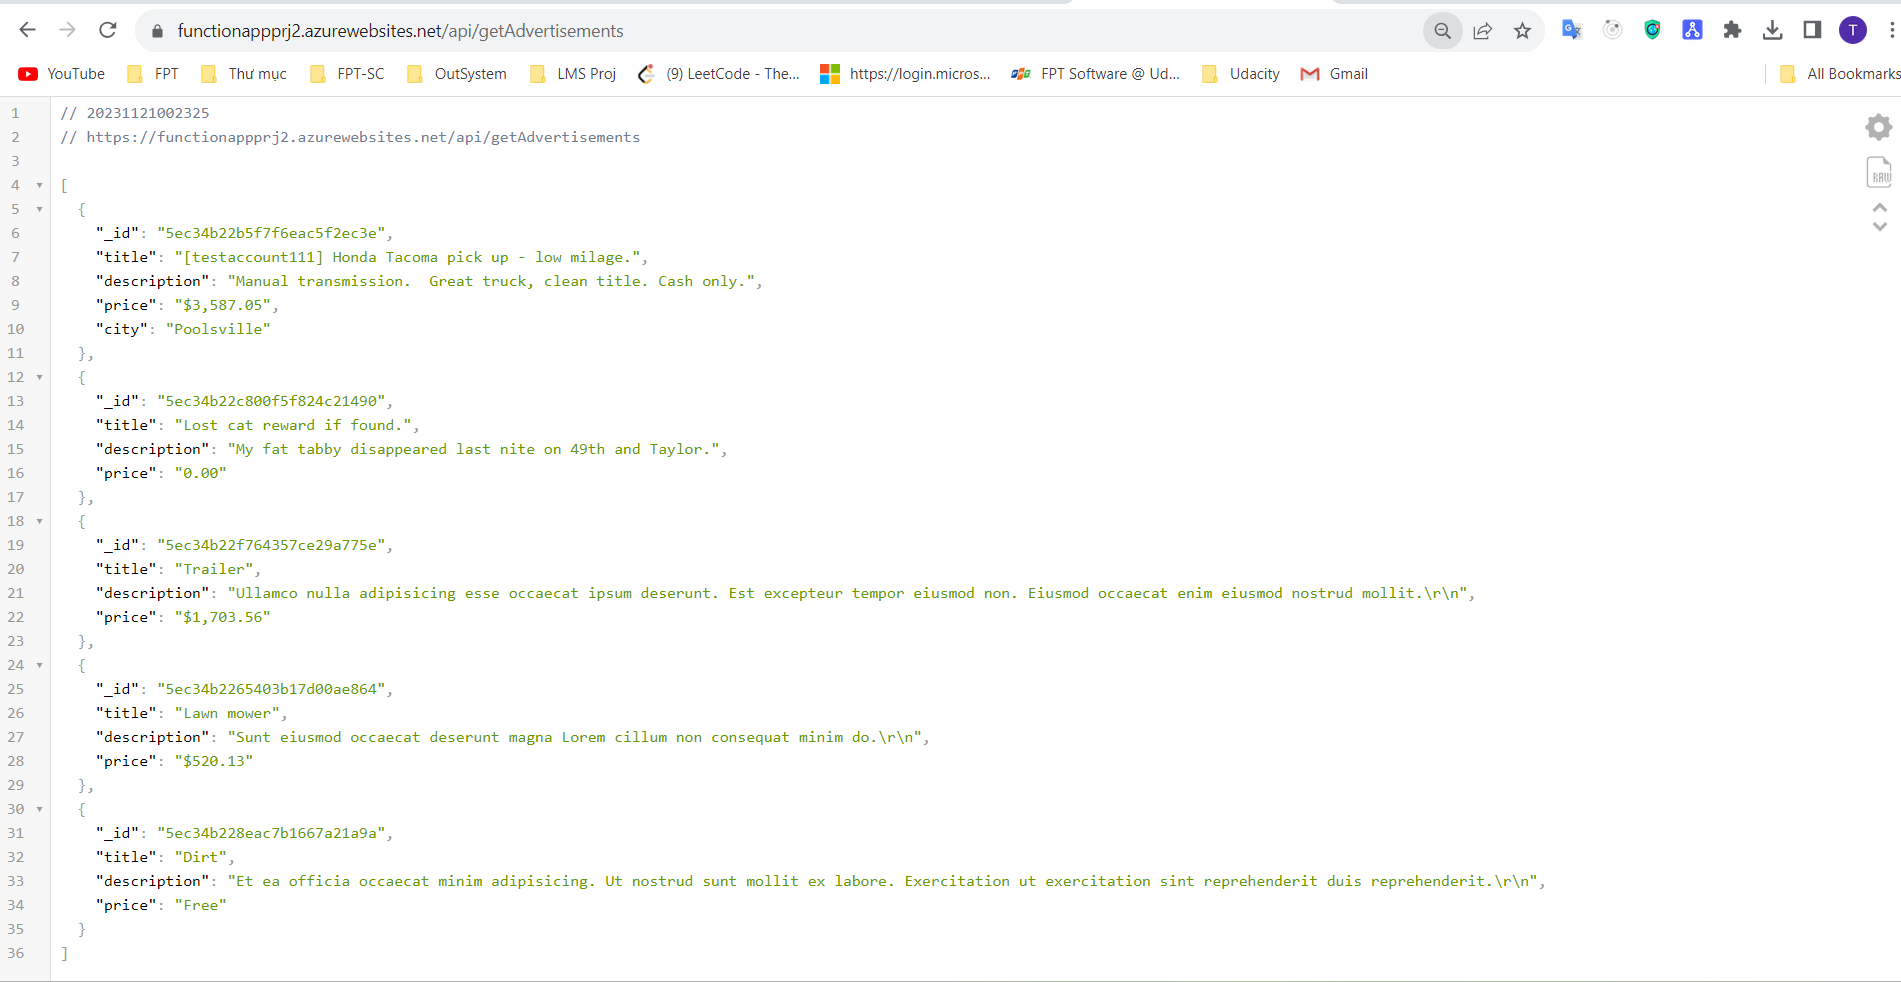 functionappprj2.azurewebsites.net/api/getAdvertisements
T
YouTube FPT Thư mục FPT-SC OutSystem LMS Proj (9) LeetCode - The... https://login.micros... FPT Software @ Ud... Udacity Gmail All Bookmarks
1 // 20231121002325
2 // https://functionappprj2.azurewebsites.net/api/getAdvertisements
3
RAW
4 [
5 {
6 "_id": "5ec34b22b5f7f6eac5f2ec3e",
7 "title": "[testaccount111] Honda Tacoma pick up - low milage.",
8 "description": "Manual transmission.  Great truck, clean title. Cash only.",
9 "price": "$3,587.05",
10 "city": "Poolsville"
11 },
12 {
13 "_id": "5ec34b22c800f5f824c21490",
14 "title": "Lost cat reward if found.",
15 "description": "My fat tabby disappeared last nite on 49th and Taylor.",
16 "price": "0.00"
17 },
18 {
19 "_id": "5ec34b22f764357ce29a775e",
20 "title": "Trailer",
21 "description": "Ullamco nulla adipisicing esse occaecat ipsum deserunt. Est excepteur tempor eiusmod non. Eiusmod occaecat enim eiusmod nostrud mollit.\r\n",
22 "price": "$1,703.56"
23 },
24 {
25 "_id": "5ec34b2265403b17d00ae864",
26 "title": "Lawn mower",
27 "description": "Sunt eiusmod occaecat deserunt magna Lorem cillum non consequat minim do.\r\n",
28 "price": "$520.13"
29 },
30 {
31 "_id": "5ec34b228eac7b1667a21a9a",
32 "title": "Dirt",
33 "description": "Et ea officia occaecat minim adipisicing. Ut nostrud sunt mollit ex labore. Exercitation ut exercitation sint reprehenderit duis reprehenderit.\r\n",
34 "price": "Free"
35 }
36 ]